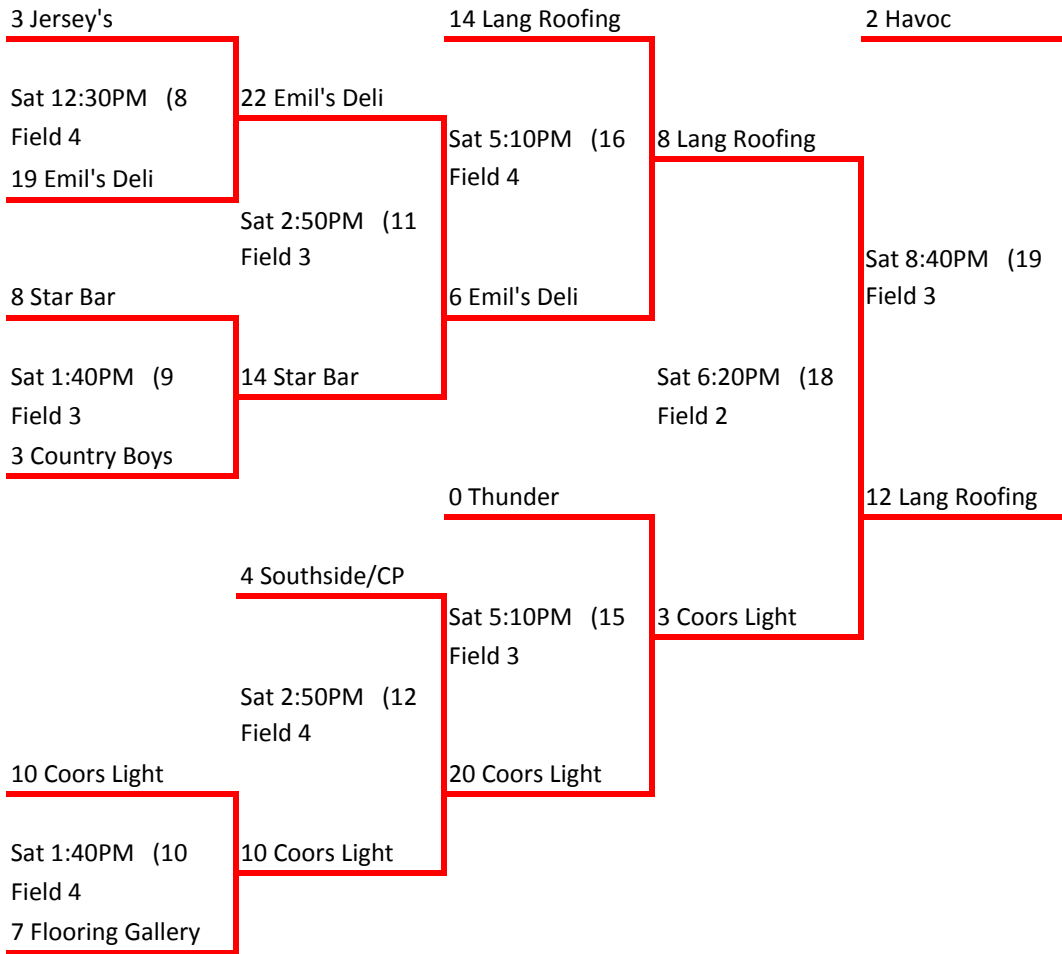 3 Jersey's
Sat 12:30PM (8
Field 4
19 Emil's Deli
8 Star Bar
Sat 1:40PM (9
Field 3
3 Country Boys
10 Coors Light
Sat 1:40PM (10
Field 4
7 Flooring Gallery
22 Emil's Deli
Sat 2:50PM (11
Field 3
14 Star Bar
4 Southside/CP
Sat 2:50PM (12
Field 4
10 Coors Light
14 Lang Roofing
Sat 5:10PM (16
Field 4
6 Emil's Deli
0 Thunder
Sat 5:10PM (15
Field 3
20 Coors Light
8 Lang Roofing
Sat 6:20PM (18
Field 2
3 Coors Light
2 Havoc
Sat 8:40PM (19
Field 3
12 Lang Roofing